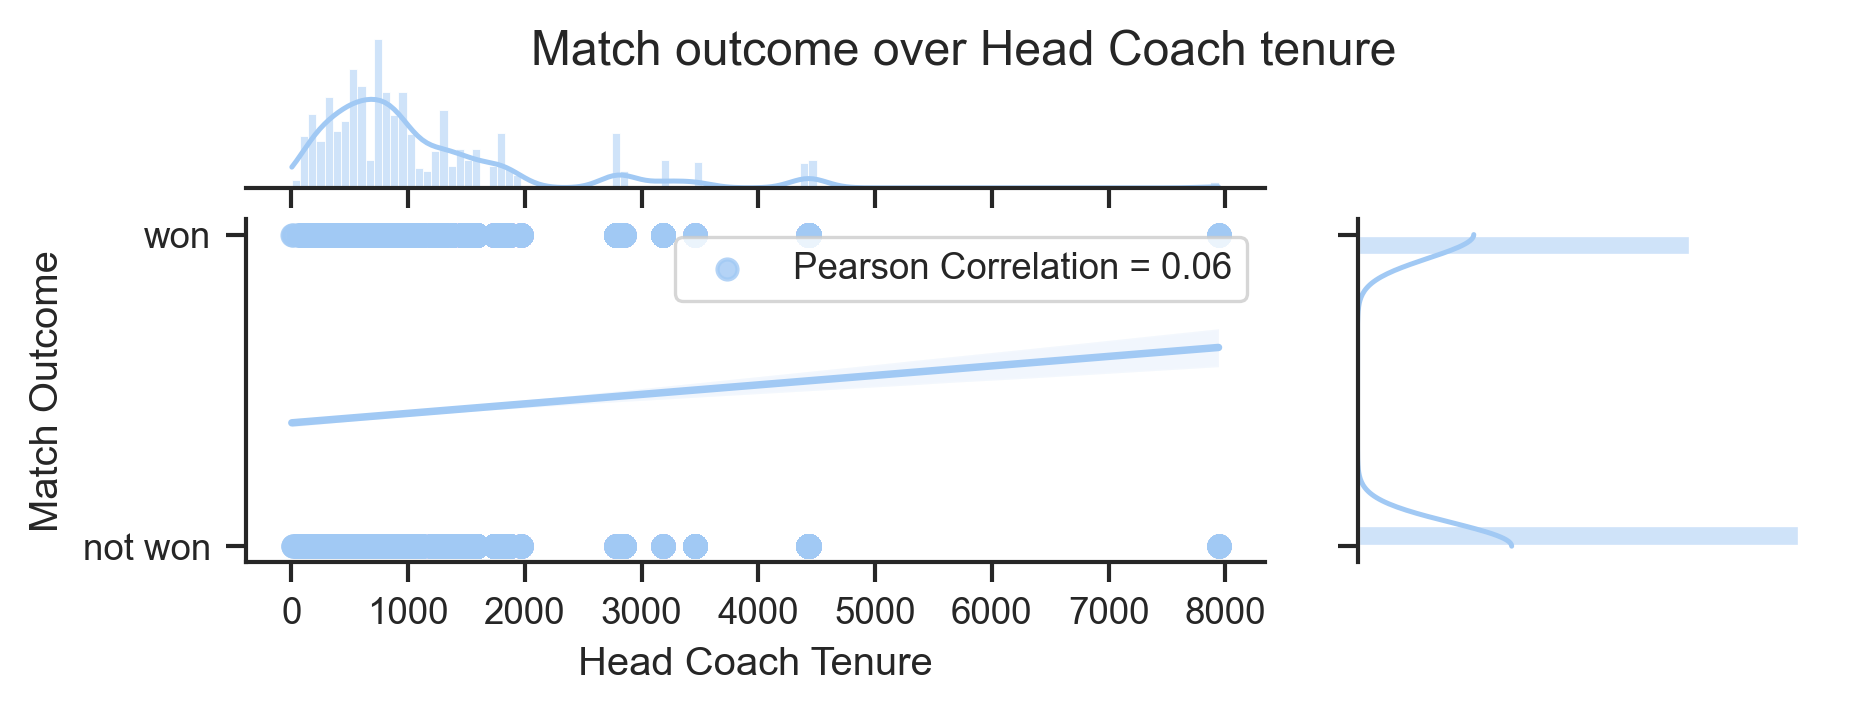 Match outcome over Head Coach tenure
won
Pearson Correlation = 0.06
Match Outcome
not won
0 1000 2000 3000 4000 5000 6000 7000 8000
Head Coach Tenure